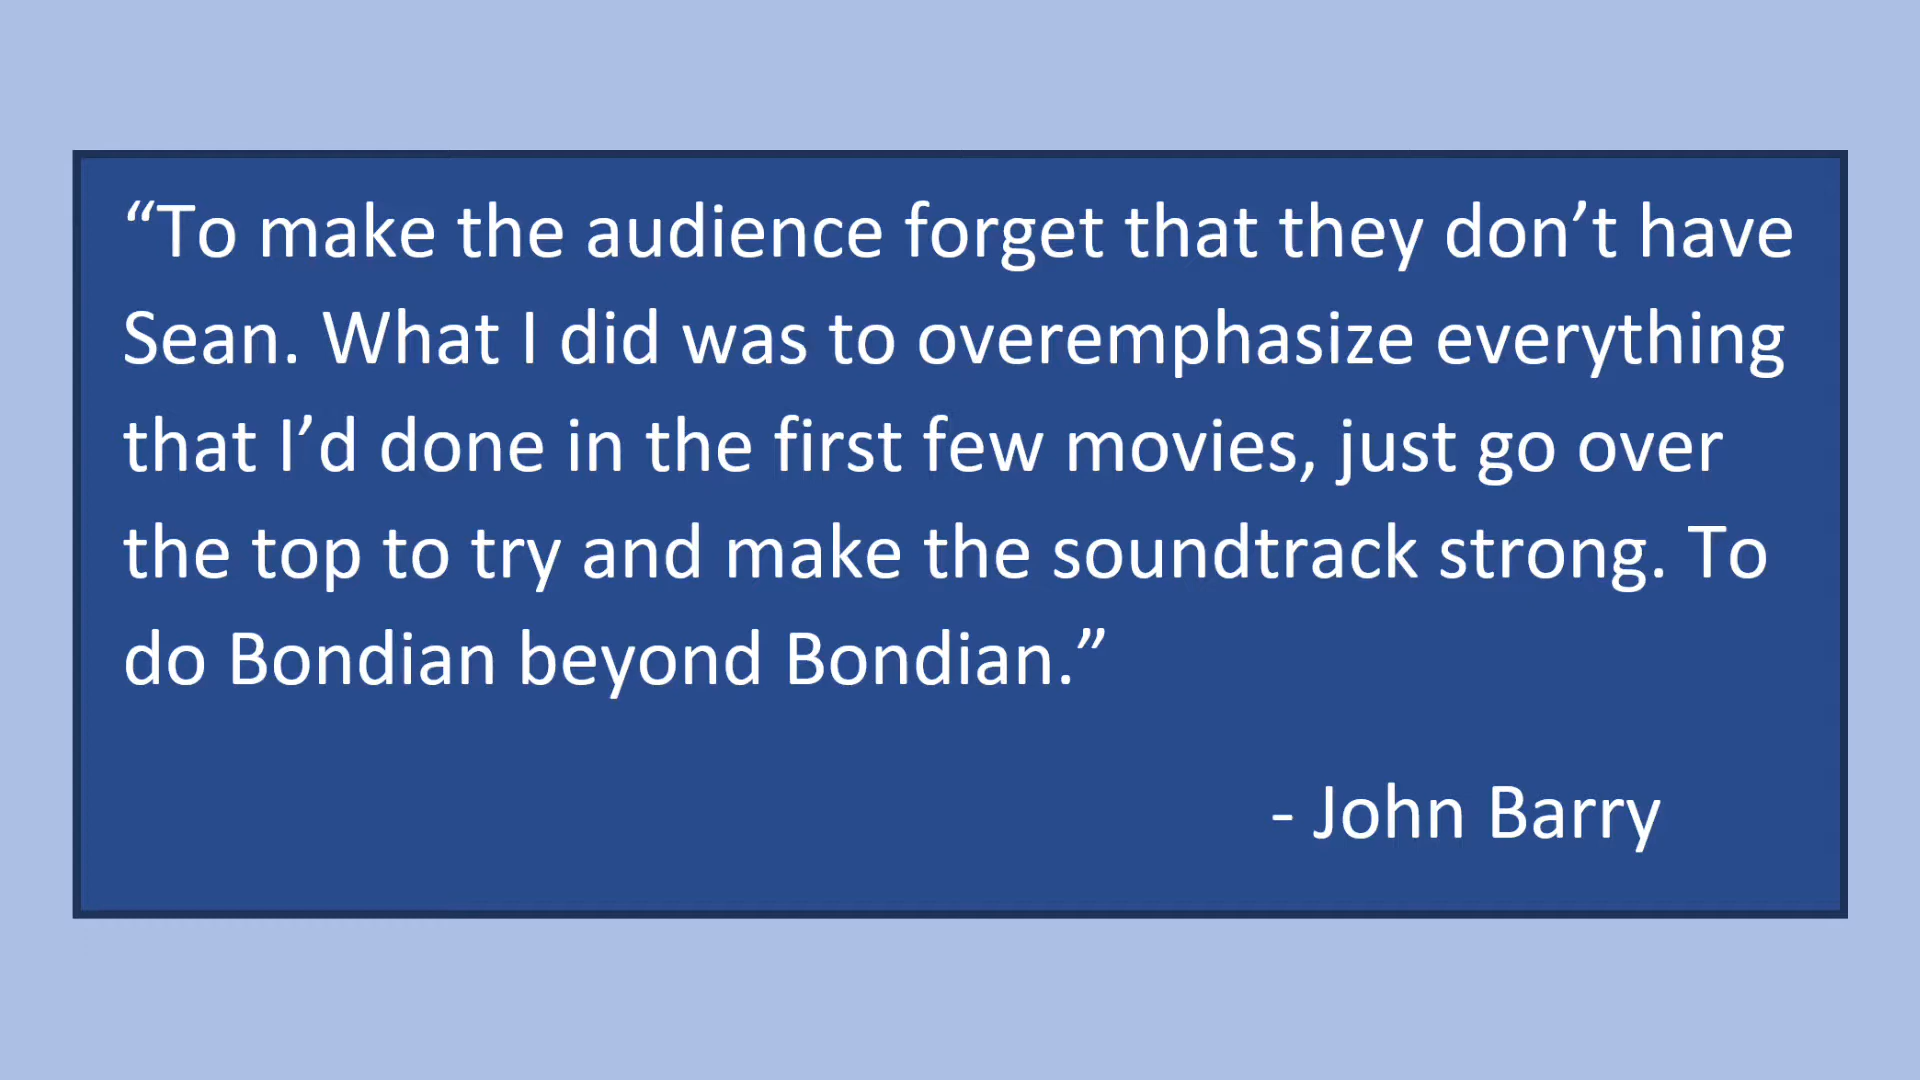 “To make the audience forget that they don’t have
Sean. What I did was to overemphasize everything
that I’d done in the first few movies, just go over
the top to try and make the soundtrack strong. To
do Bondian beyond Bondian.”
- John Barry